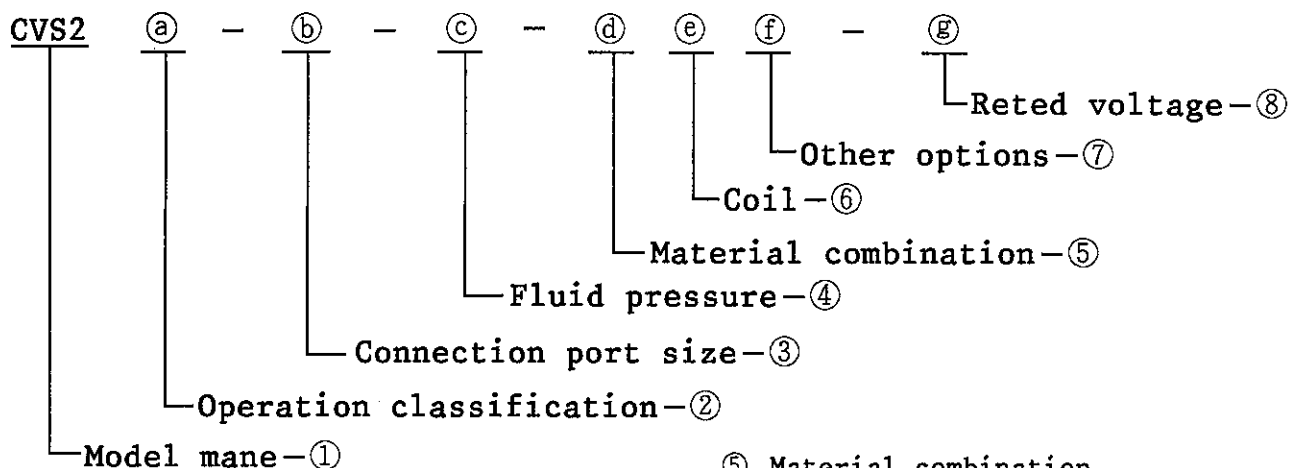 CVS2 ⓐ - ⓑ - ⓒ - ⓓ ⓔ ⓕ - ⓖ
Reted voltage-⑧
Other options-⑦
Coil-⑥
Material combination-⑤
Fluid pressure-④
Connection port size-③
Operation classification-②
Model mane-①
⑤ Material combination